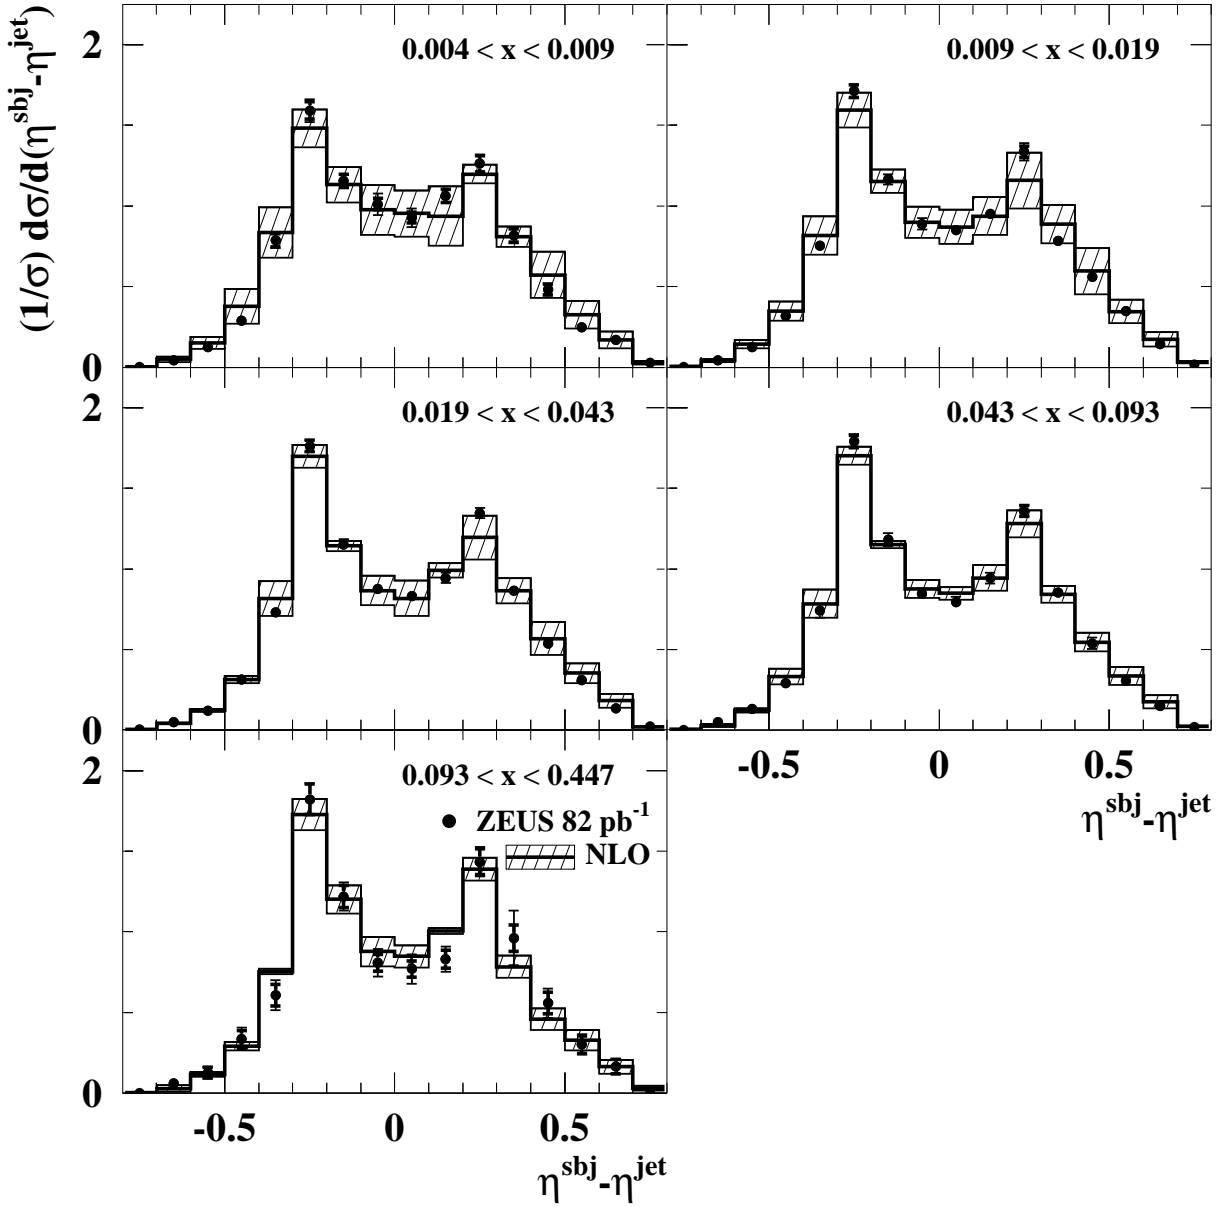 (1/σ) dσ/d(η^sbj-η^jet)
2
0.004 < x < 0.009
0.009 < x < 0.019
0
2
0.019 < x < 0.043
0.043 < x < 0.093
0
-0.5 0 0.5
η^sbj-η^jet
2
0.093 < x < 0.447
ZEUS 82 pb^-1
NLO
0
-0.5 0 0.5
η^sbj-η^jet